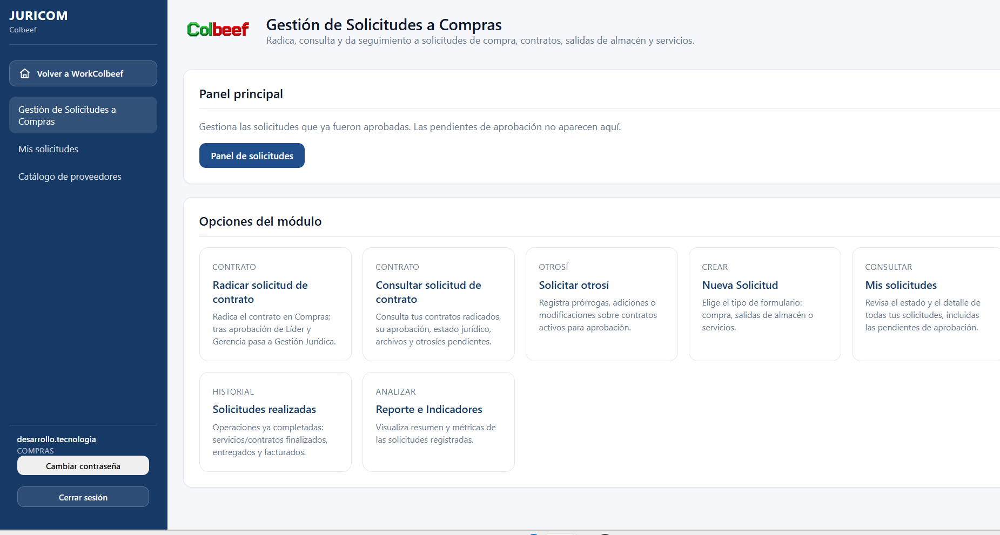 JURICOM
Colbeef
Volver a WorkColbeef
Gestión de Solicitudes a
Compras
Mis solicitudes
Catálogo de proveedores
desarrollo.tecnologia
COMPRAS
Cambiar contraseña
Cerrar sesión
Colbeef
Gestión de Solicitudes a Compras
Radica, consulta y da seguimiento a solicitudes de compra, contratos, salidas de almacén y servicios.
Panel principal
Gestiona las solicitudes que ya fueron aprobadas. Las pendientes de aprobación no aparecen aquí.
Panel de solicitudes
Opciones del módulo
CONTRATO
Radicar solicitud de
contrato
Radica el contrato en Compras;
tras aprobación de Líder y
Gerencia pasa a Gestión Jurídica.
CONTRATO
Consultar solicitud de
contrato
Consulta tus contratos radicados,
su aprobación, estado jurídico,
archivos y otrosíes pendientes.
OTROSÍ
Solicitar otrosí
Registra prórrogas, adiciones o
modificaciones sobre contratos
activos para aprobación.
CREAR
Nueva Solicitud
Elige el tipo de formulario:
compra, salidas de almacén o
servicios.
CONSULTAR
Mis solicitudes
Revisa el estado y el detalle de
todas tus solicitudes, incluidas
las pendientes de aprobación.
HISTORIAL
Solicitudes realizadas
Operaciones ya completadas:
servicios/contratos finalizados,
entregados y facturados.
ANALIZAR
Reporte e Indicadores
Visualiza resumen y métricas de
las solicitudes registradas.